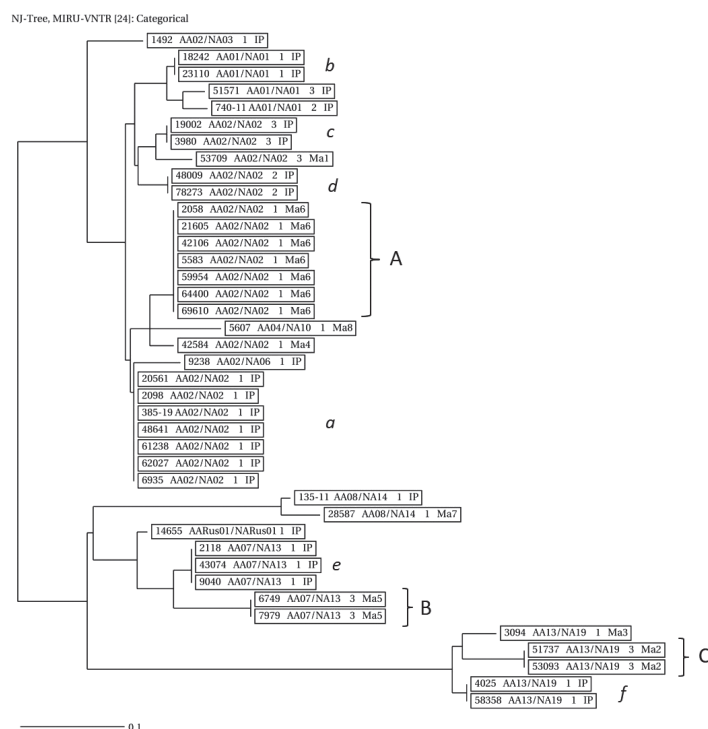 NJ-Tree, MIRU-VNTR [24]: Categorical
1492 AA02/NA03 1 IP
18242 AA01/NA01 1 IP
b
23110 AA01/NA01 1 IP
51571 AA01/NA01 3 IP
740-11 AA01/NA01 2 IP
19002 AA02/NA02 3 IP
c
3980 AA02/NA02 3 IP
53709 AA02/NA02 3 Ma1
48009 AA02/NA02 2 IP
d
78273 AA02/NA02 2 IP
2058 AA02/NA02 1 Ma6
21605 AA02/NA02 1 Ma6
42106 AA02/NA02 1 Ma6
5583 AA02/NA02 1 Ma6
A
59954 AA02/NA02 1 Ma6
64400 AA02/NA02 1 Ma6
69610 AA02/NA02 1 Ma6
5607 AA04/NA10 1 Ma8
42584 AA02/NA02 1 Ma4
9238 AA02/NA06 1 IP
20561 AA02/NA02 1 IP
2098 AA02/NA02 1 IP
385-19 AA02/NA02 1 IP
a
48641 AA02/NA02 1 IP
61238 AA02/NA02 1 IP
62027 AA02/NA02 1 IP
6935 AA02/NA02 1 IP
135-11 AA08/NA14 1 IP
28587 AA08/NA14 1 Ma7
14655 AARus01/NARus01 1 IP
2118 AA07/NA13 1 IP
43074 AA07/NA13 1 IP
e
9040 AA07/NA13 1 IP
6749 AA07/NA13 3 Ma5
B
7979 AA07/NA13 3 Ma5
3094 AA13/NA19 1 Ma3
51737 AA13/NA19 3 Ma2
C
53093 AA13/NA19 3 Ma2
4025 AA13/NA19 1 IP
f
58358 AA13/NA19 1 IP
0.1